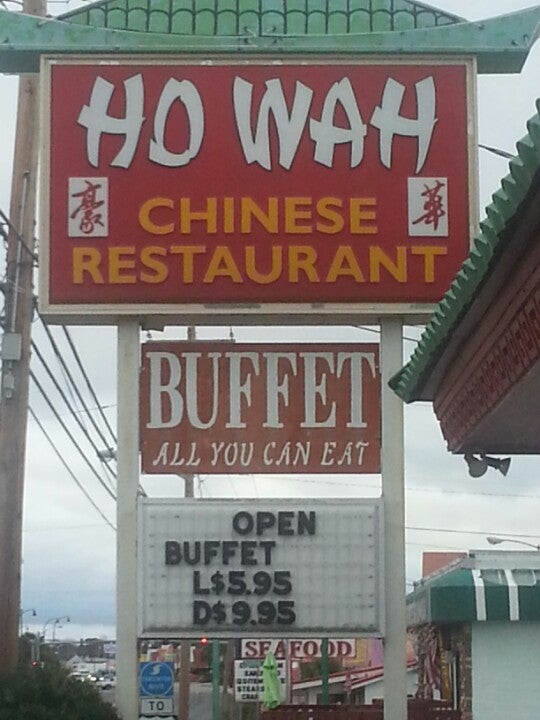 HO WAH
豪 華
CHINESE
RESTAURANT
BUFFET
ALL YOU CAN EAT
OPEN
BUFFET
L$5.95
D$9.95
SEAFOOD
TO